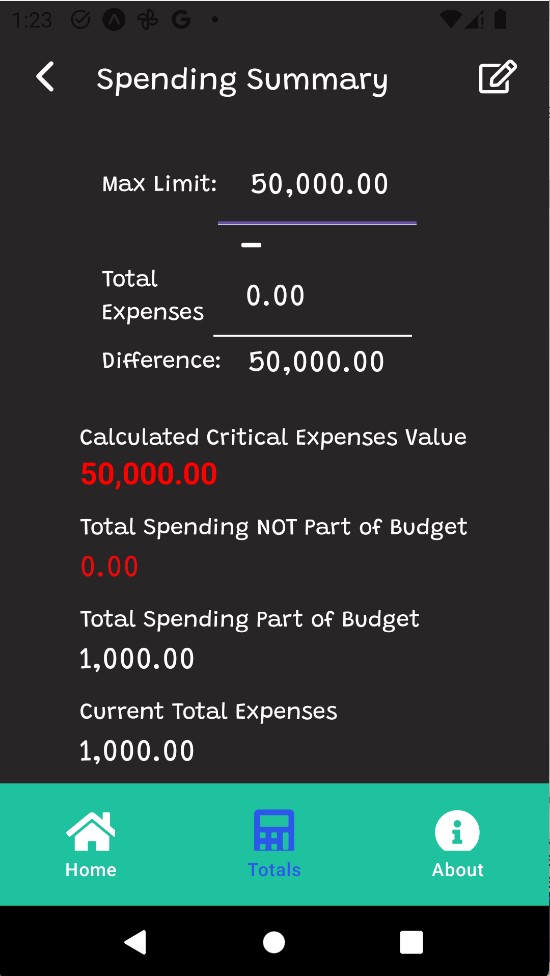 1:23
Spending Summary
Max Limit: 50,000.00
Total
Expenses
0.00
Difference: 50,000.00
Calculated Critical Expenses Value
50,000.00
Total Spending NOT Part of Budget
0.00
Total Spending Part of Budget
1,000.00
Current Total Expenses
1,000.00
Home Totals About